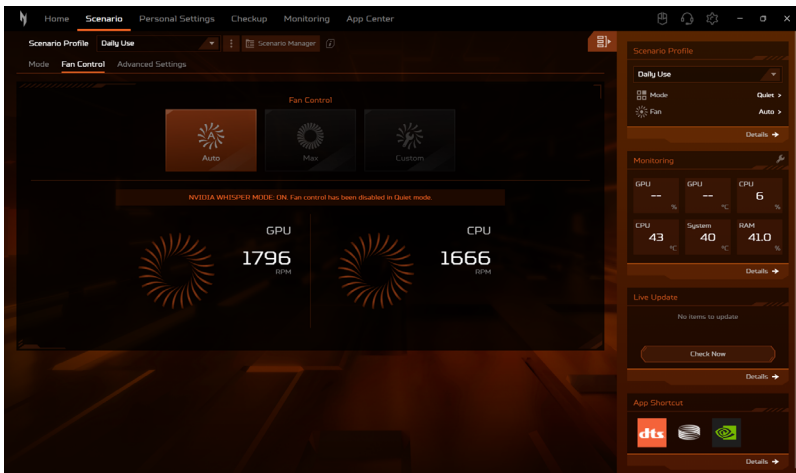 Home Scenario Personal Settings Checkup Monitoring App Center
Scenario Profile Daily Use Scenario Manager
Mode Fan Control Advanced Settings
Fan Control
Auto Max Custom
NVIDIA WHISPER MODE: ON. Fan control has been disabled in Quiet mode.
GPU
1796
RPM
CPU
1666
RPM
Scenario Profile
Daily Use
Mode Quiet >
Fan Auto >
Details
Monitoring
GPU
--
%
GPU
--
°C
CPU
6
%
CPU
43
°C
System
40
°C
RAM
41.0
%
Details
Live Update
No items to update
Check Now
Details
App Shortcut
dts
Details